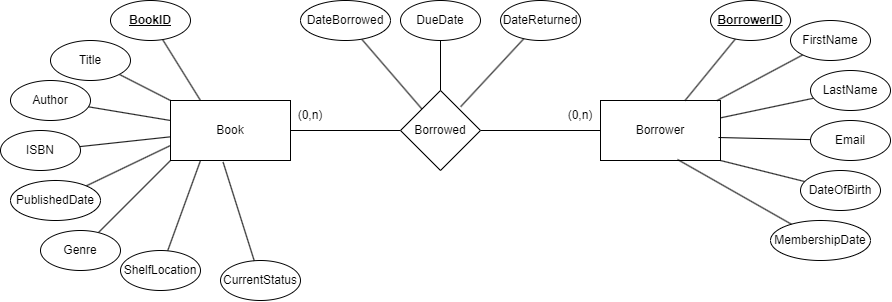 BookID
DateBorrowed
DueDate
DateReturned
BorrowerID
Title
FirstName
Author
LastName
(0,n)
(0,n)
Book
Borrowed
Borrower
ISBN
Email
PublishedDate
DateOfBirth
Genre
MembershipDate
ShelfLocation
CurrentStatus